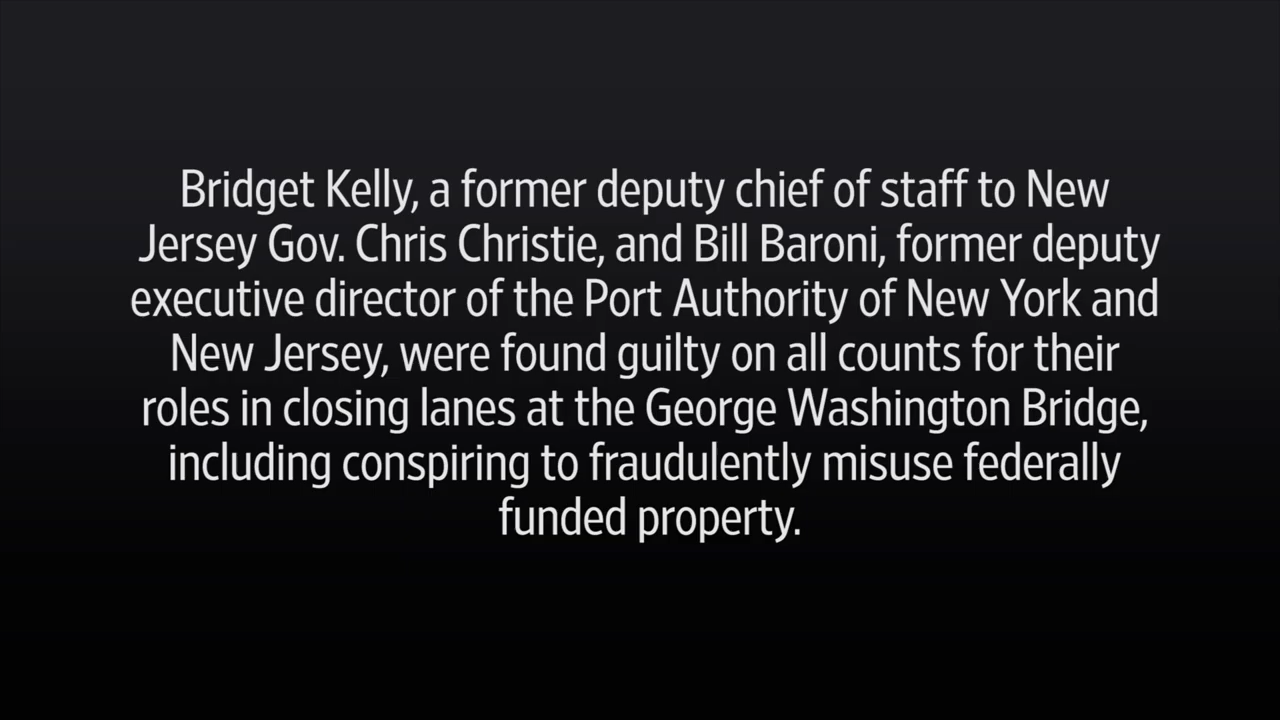 Bridget Kelly, a former deputy chief of staff to New
Jersey Gov. Chris Christie, and Bill Baroni, former deputy
executive director of the Port Authority of New York and
New Jersey, were found guilty on all counts for their
roles in closing lanes at the George Washington Bridge,
including conspiring to fraudulently misuse federally
funded property.